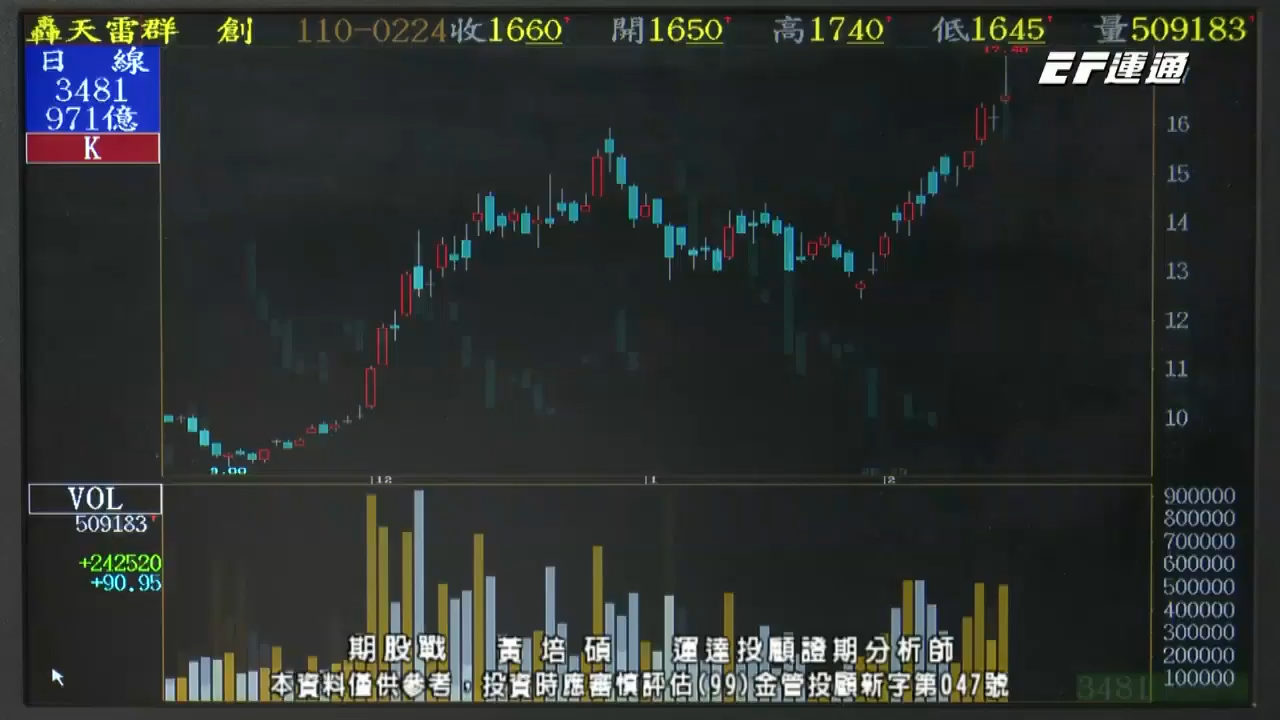 轟天雷群 創 110-0224收1660 開1650 高1740 低1645 量509183
日 線
3481
971億
K
EF運通
17.40
16
15
14
13
12
11
10
9.09
12 1 2
VOL
509183
+242520
+90.95
900000
800000
700000
600000
500000
400000
300000
200000
100000
3481
期股戰 黃培碩 運達投顧證期分析師
本資料僅供參考，投資時應審慎評估(99)金管投顧新字第047號